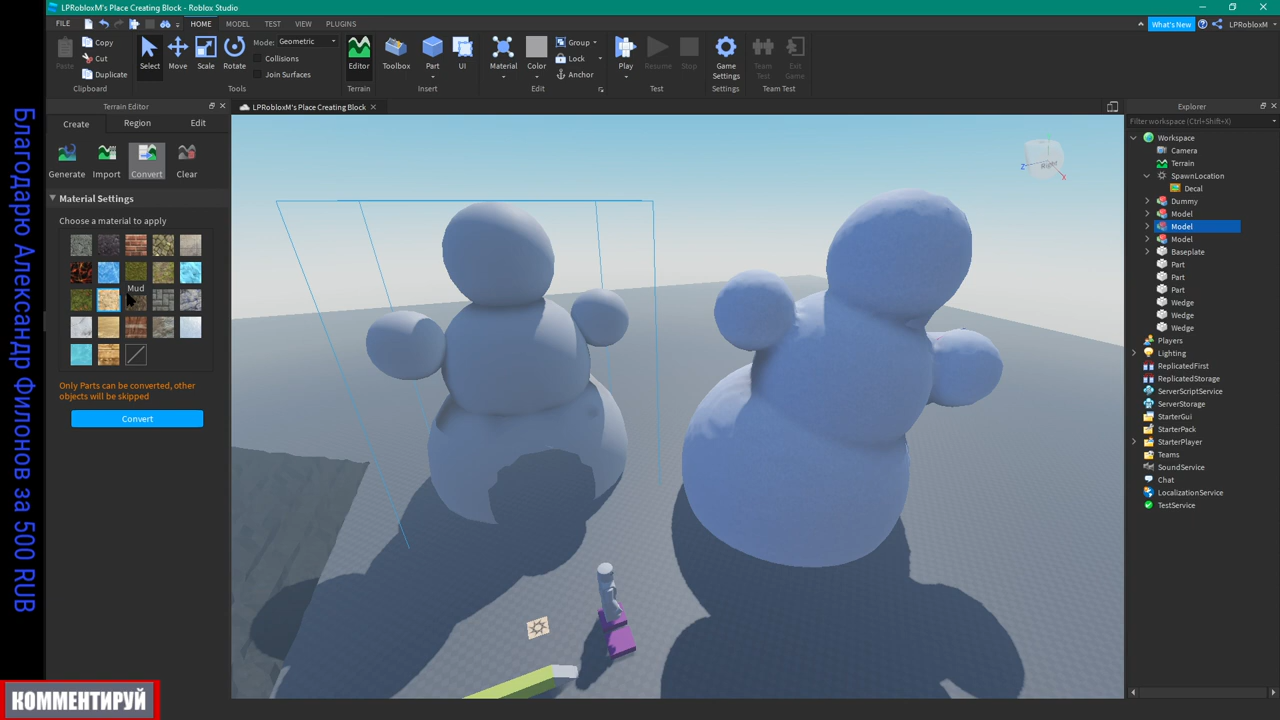 LPRobloxM's Place Creating Block - Roblox Studio
FILE HOME MODEL TEST VIEW PLUGINS What's New LPRobloxM
Paste Copy Cut Duplicate Clipboard
Select Move Scale Rotate Mode: Geometric Collisions Join Surfaces Tools
Editor Terrain
Toolbox Part UI Insert
Material Color Group Lock Anchor Edit
Play Resume Stop Test
Game Settings Settings
Team Test Exit Game Team Test
Terrain Editor
LPRobloxM's Place Creating Block
Explorer
Create Region Edit
Generate Import Convert Clear
Material Settings
Choose a material to apply
Mud
Only Parts can be converted, other
objects will be skipped
Convert
Right
Z
X
Filter workspace (Ctrl+Shift+X)
Workspace
Camera
Terrain
SpawnLocation
Decal
Dummy
Model
Model
Model
Baseplate
Part
Part
Part
Wedge
Wedge
Wedge
Players
Lighting
ReplicatedFirst
ReplicatedStorage
ServerScriptService
ServerStorage
StarterGui
StarterPack
StarterPlayer
Teams
SoundService
Chat
LocalizationService
TestService
Благодарю Александр Филонов за 500 RUB
КОММЕНТИРУЙ